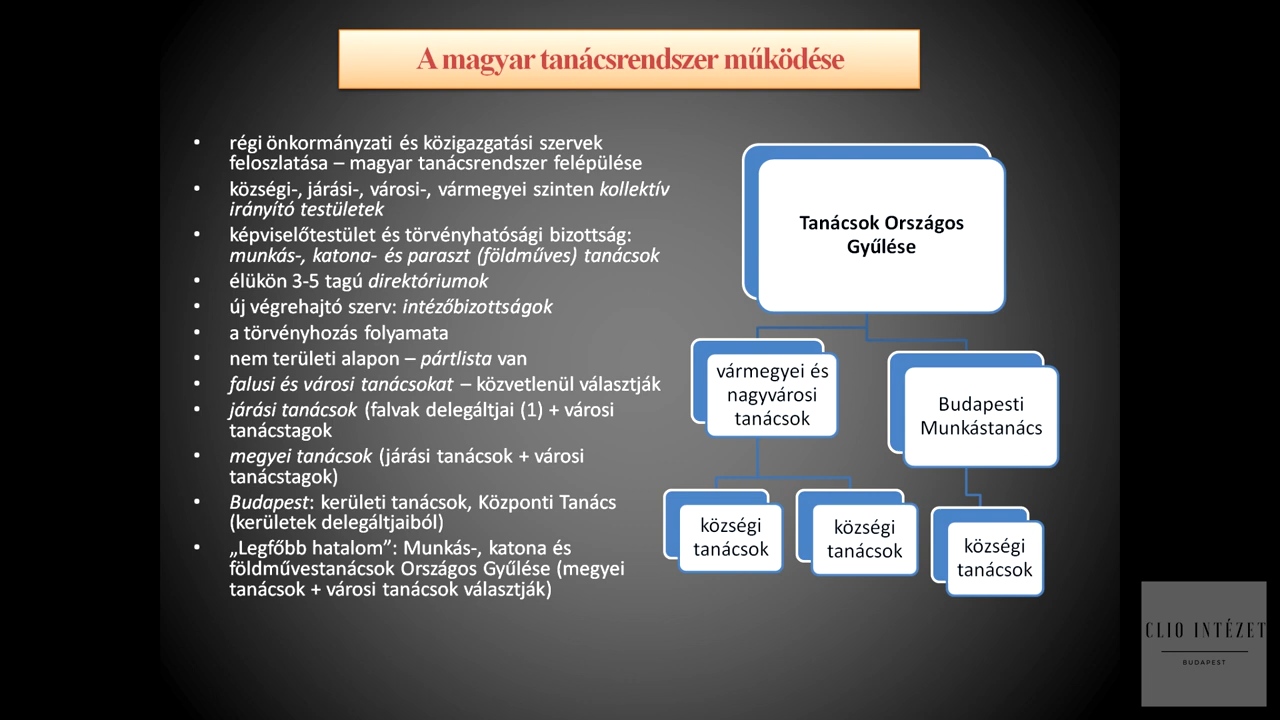 A magyar tanácsrendszer működése
• régi önkormányzati és közigazgatási szervek
feloszlatása – magyar tanácsrendszer felépülése
• községi-, járási-, városi-, vármegyei szinten kollektív
irányító testületek
• képviselőtestület és törvényhatósági bizottság:
munkás-, katona- és paraszt (földműves) tanácsok
• élükön 3-5 tagú direktóriumok
• új végrehajtó szerv: intézőbizottságok
• a törvényhozás folyamata
• nem területi alapon – pártlista van
• falusi és városi tanácsokat – közvetlenül választják
• járási tanácsok (falvak delegáltjai (1) + városi
tanácstagok
• megyei tanácsok (járási tanácsok + városi
tanácstagok)
• Budapest: kerületi tanácsok, Központi Tanács
(kerületek delegáltjaiból)
• „Legfőbb hatalom”: Munkás-, katona és
földművestanácsok Országos Gyűlése (megyei
tanácsok + városi tanácsok választják)
Tanácsok Országos
Gyűlése
vármegyei és
nagyvárosi
tanácsok
Budapesti
Munkástanács
községi
tanácsok
községi
tanácsok
községi
tanácsok
CLIO INTÉZET
BUDAPEST